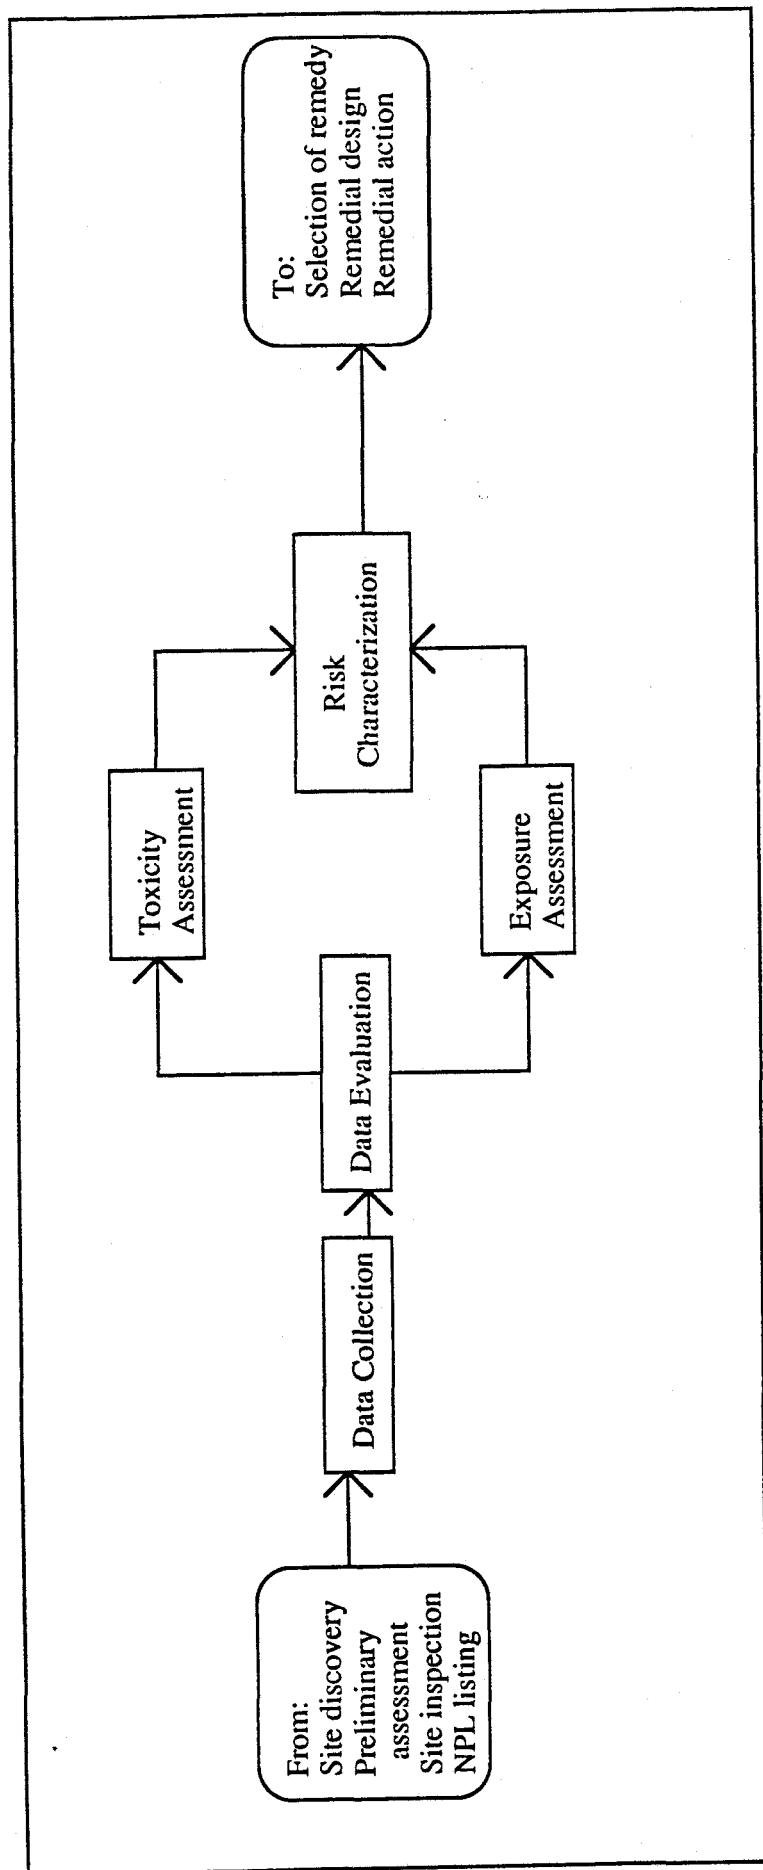 From:
Site discovery
Preliminary
assessment
Site inspection
NPL listing
Data Collection
Data Evaluation
Toxicity
Assessment
Exposure
Assessment
Risk
Characterization
To:
Selection of remedy
Remedial design
Remedial action